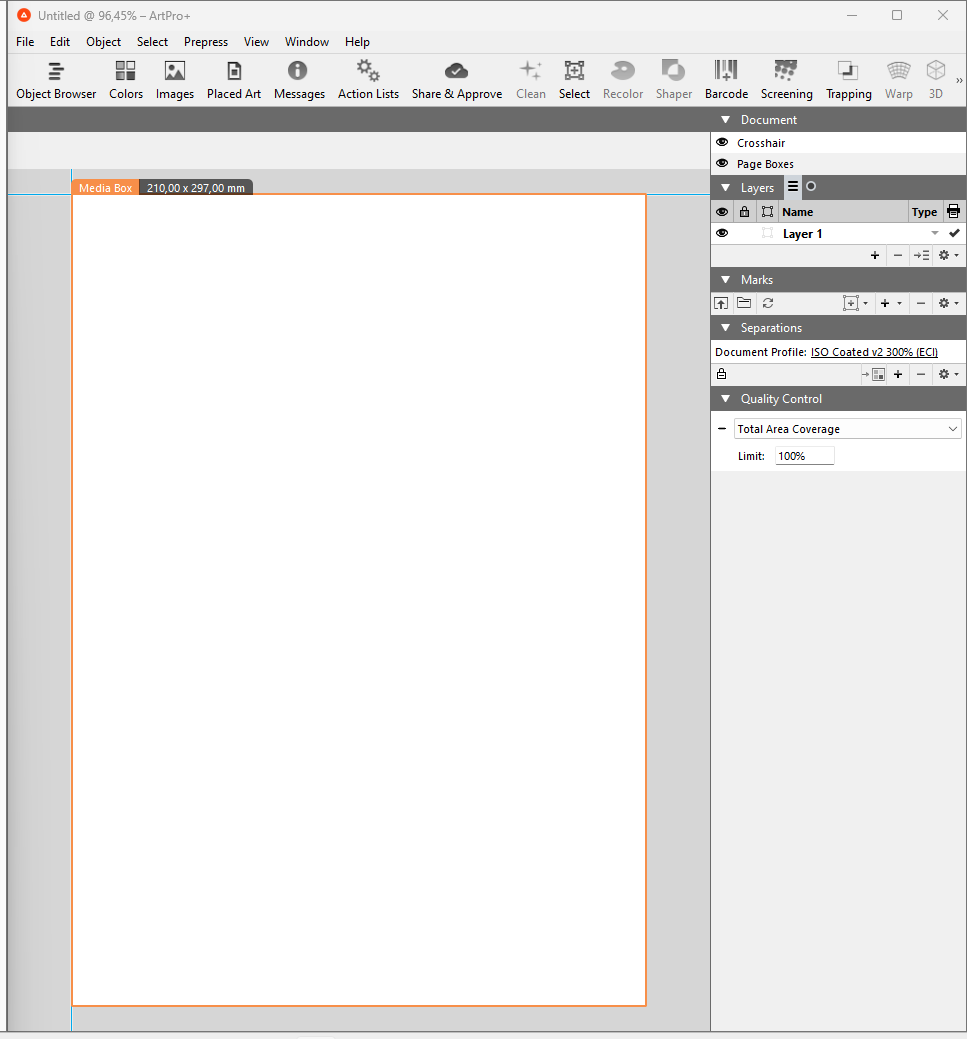 Untitled @ 96,45% – ArtPro+
File Edit Object Select Prepress View Window Help
Object Browser Colors Images Placed Art Messages Action Lists Share & Approve Clean Select Recolor Shaper Barcode Screening Trapping Warp 3D »
Document
Crosshair
Page Boxes
Media Box 210,00 x 297,00 mm
Layers
Name Type
Layer 1
Marks
Separations
Document Profile: ISO Coated v2 300% (ECI)
Quality Control
Total Area Coverage
Limit: 100%